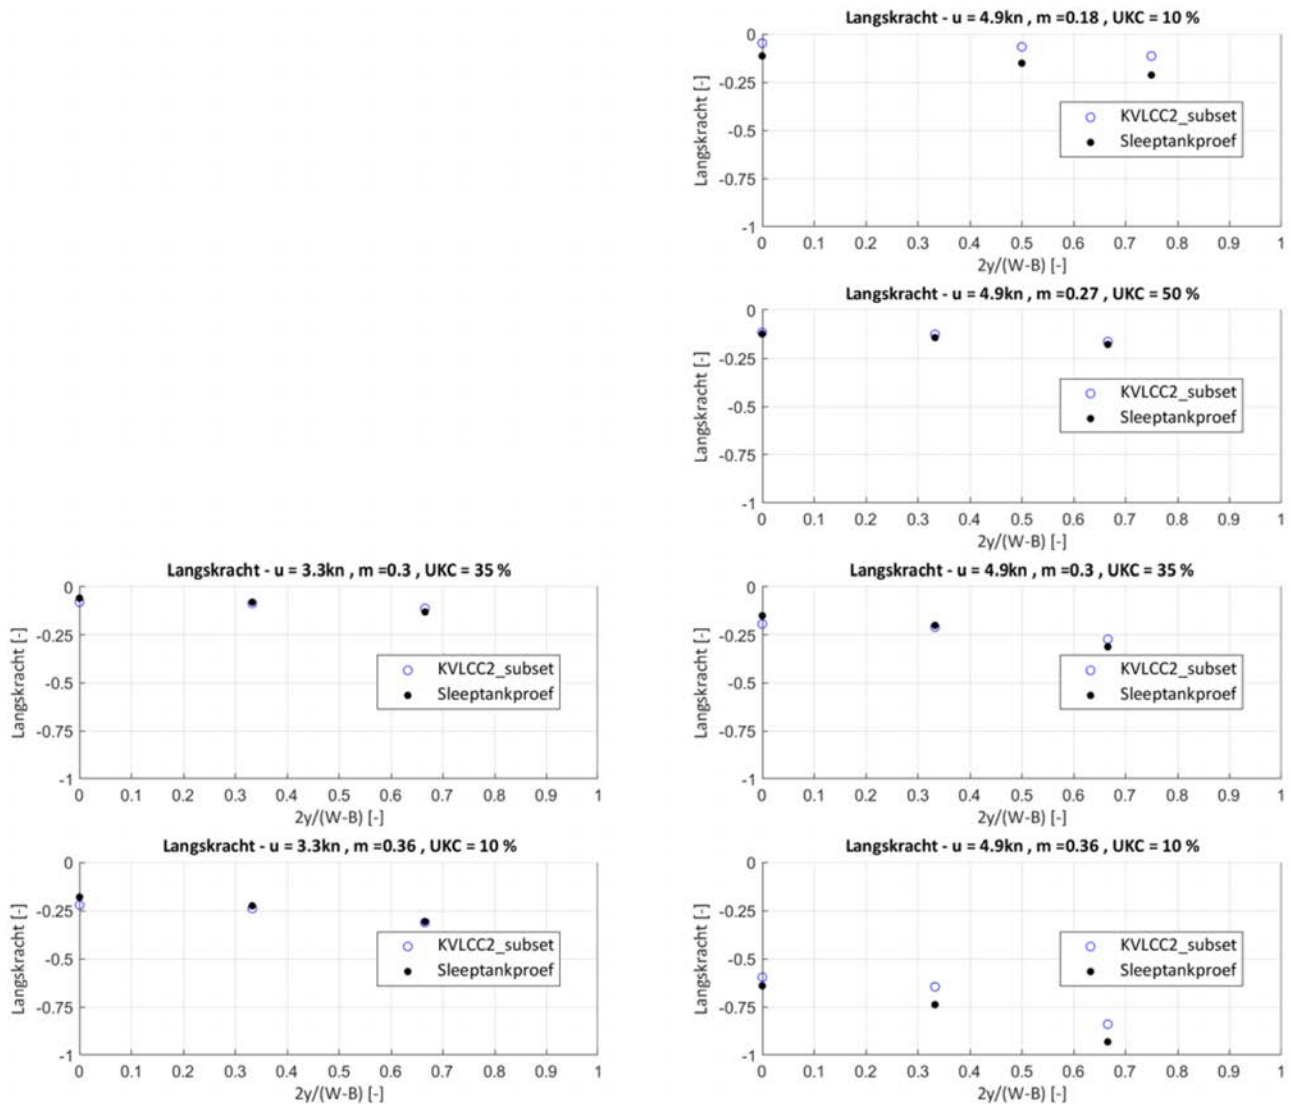 Langskracht - u = 4.9kn , m =0.18 , UKC = 10 %
Langskracht [-]
0
-0.25
-0.5
-0.75
-1
KVLCC2_subset
Sleeptankproef
0 0.1 0.2 0.3 0.4 0.5 0.6 0.7 0.8 0.9 1
2y/(W-B) [-]
Langskracht - u = 4.9kn , m =0.27 , UKC = 50 %
Langskracht [-]
0
-0.25
-0.5
-0.75
-1
KVLCC2_subset
Sleeptankproef
0 0.1 0.2 0.3 0.4 0.5 0.6 0.7 0.8 0.9 1
2y/(W-B) [-]
Langskracht - u = 3.3kn , m =0.3 , UKC = 35 %
Langskracht [-]
0
-0.25
-0.5
-0.75
-1
KVLCC2_subset
Sleeptankproef
0 0.1 0.2 0.3 0.4 0.5 0.6 0.7 0.8 0.9 1
2y/(W-B) [-]
Langskracht - u = 4.9kn , m =0.3 , UKC = 35 %
Langskracht [-]
0
-0.25
-0.5
-0.75
-1
KVLCC2_subset
Sleeptankproef
0 0.1 0.2 0.3 0.4 0.5 0.6 0.7 0.8 0.9 1
2y/(W-B) [-]
Langskracht - u = 3.3kn , m =0.36 , UKC = 10 %
Langskracht [-]
0
-0.25
-0.5
-0.75
-1
KVLCC2_subset
Sleeptankproef
0 0.1 0.2 0.3 0.4 0.5 0.6 0.7 0.8 0.9 1
2y/(W-B) [-]
Langskracht - u = 4.9kn , m =0.36 , UKC = 10 %
Langskracht [-]
0
-0.25
-0.5
-0.75
-1
KVLCC2_subset
Sleeptankproef
0 0.1 0.2 0.3 0.4 0.5 0.6 0.7 0.8 0.9 1
2y/(W-B) [-]